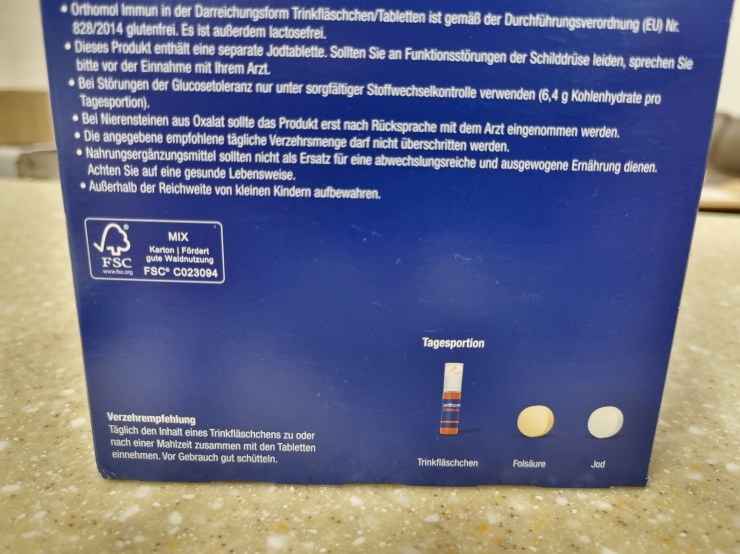 • Orthomol Immun in der Darreichungsform Trinkfläschchen/Tabletten ist gemäß der Durchführungsverordnung (EU) Nr.
828/2014 glutenfrei. Es ist außerdem lactosefrei.
• Dieses Produkt enthält eine separate Jodtablette. Sollten Sie an Funktionsstörungen der Schilddrüse leiden, sprechen Sie
bitte vor der Einnahme mit Ihrem Arzt.
• Bei Störungen der Glucosetoleranz nur unter sorgfältiger Stoffwechselkontrolle verwenden (6,4 g Kohlenhydrate pro
Tagesportion).
• Bei Nierensteinen aus Oxalat sollte das Produkt erst nach Rücksprache mit dem Arzt eingenommen werden.
• Die angegebene empfohlene tägliche Verzehrsmenge darf nicht überschritten werden.
• Nahrungsergänzungsmittel sollten nicht als Ersatz für eine abwechslungsreiche und ausgewogene Ernährung dienen.
Achten Sie auf eine gesunde Lebensweise.
• Außerhalb der Reichweite von kleinen Kindern aufbewahren.
FSC
www.fsc.org
MIX
Karton | Fördert
gute Waldnutzung
FSC® C023094
Tagesportion
orthomol
Trinkfläschchen
Folsäure
Jod
Verzehrempfehlung
Täglich den Inhalt eines Trinkfläschchens zu oder
nach einer Mahlzeit zusammen mit den Tabletten
einnehmen. Vor Gebrauch gut schütteln.